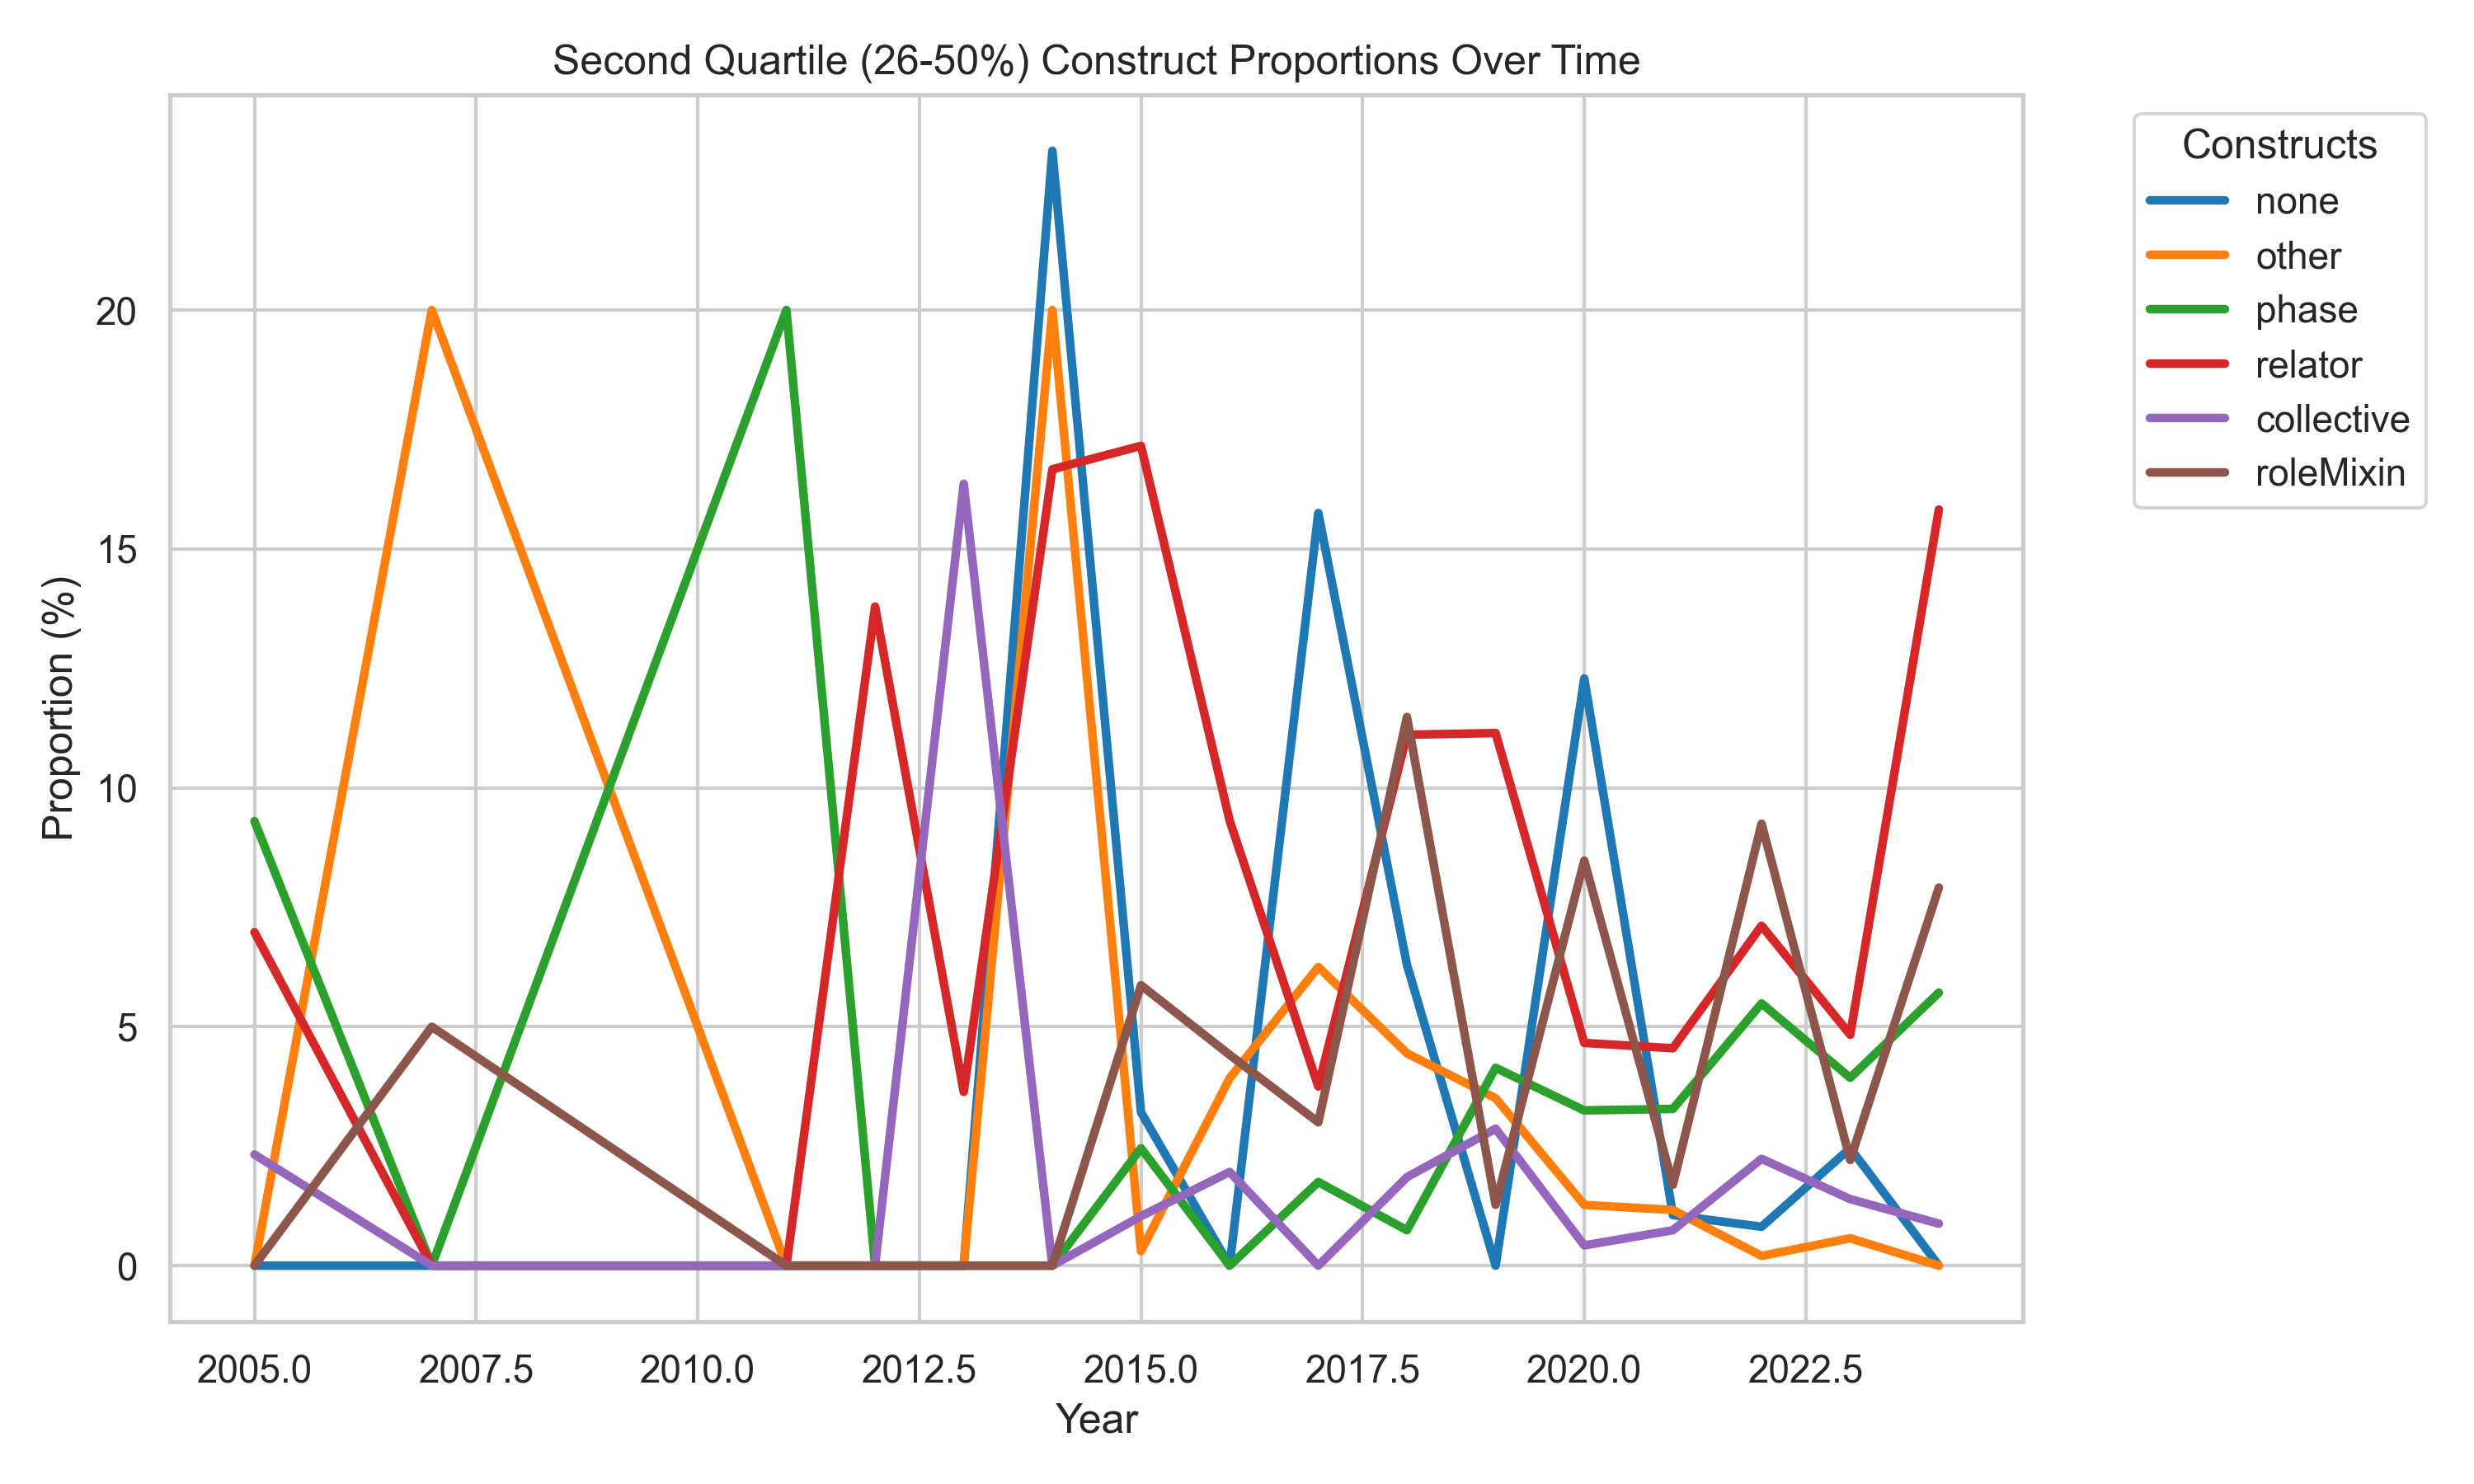 Second Quartile (26-50%) Construct Proportions Over Time
Constructs
none
other
phase
relator
collective
roleMixin
Proportion (%)
20
15
10
5
0
2005.0 2007.5 2010.0 2012.5 2015.0 2017.5 2020.0 2022.5
Year